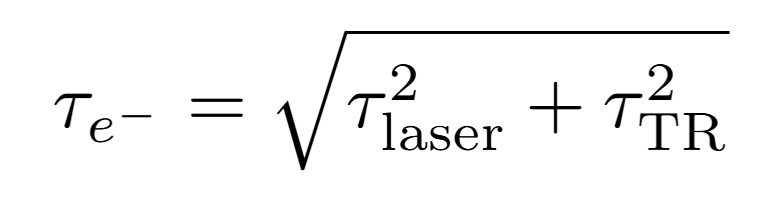 τ_{e^-} = \sqrt{τ_{laser}^2 + τ_{TR}^2}